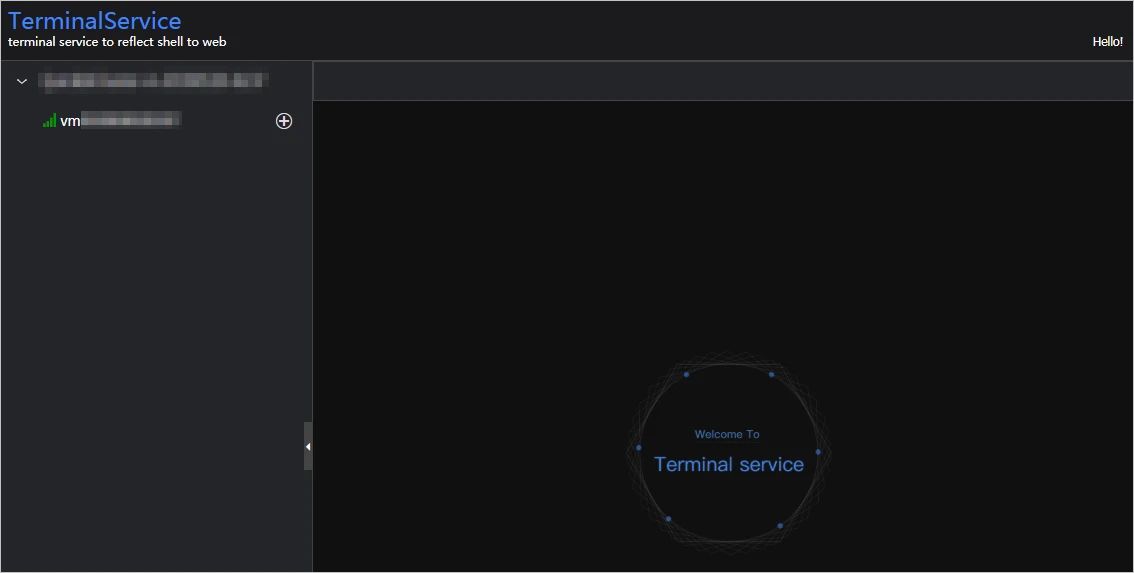 TerminalService
terminal service to reflect shell to web
Hello!
vm
Welcome To
Terminal service